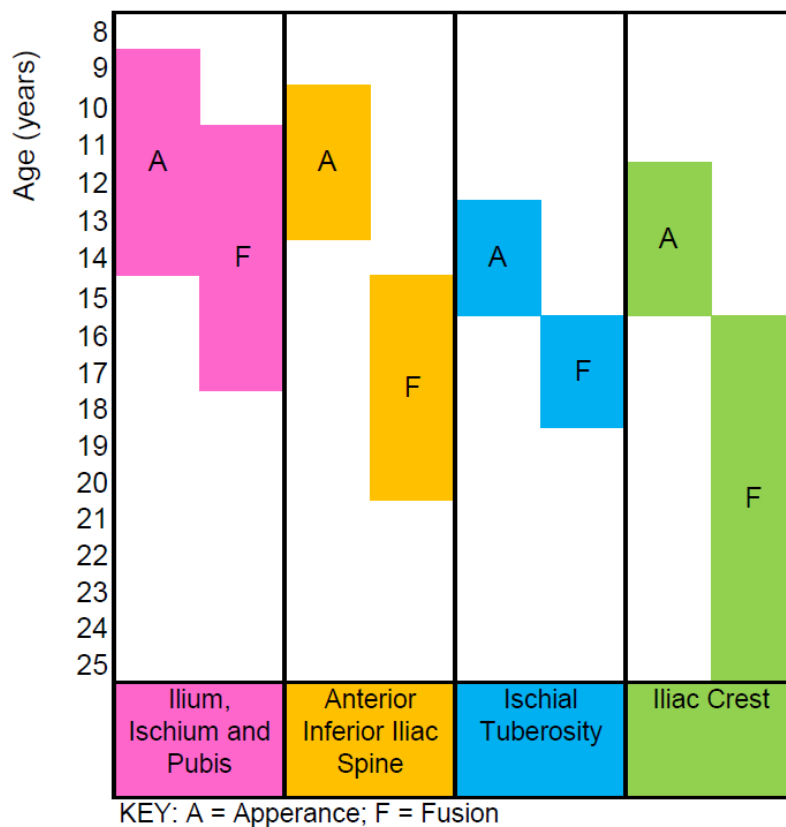 Age (years)
8
9
10
11
12
13
14
15
16
17
18
19
20
21
22
23
24
25
A
F
A
F
A
F
A
F
Ilium,
Ischium and
Pubis
Anterior
Inferior Iliac
Spine
Ischial
Tuberosity
Iliac Crest
KEY: A = Apperance; F = Fusion